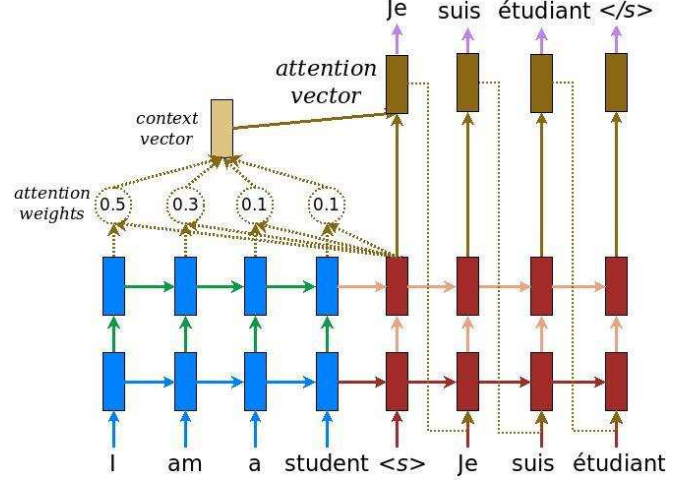 Je suis étudiant </s>
attention
vector
context
vector
attention
weights
0.5 0.3 0.1 0.1
I am a student <s> Je suis étudiant